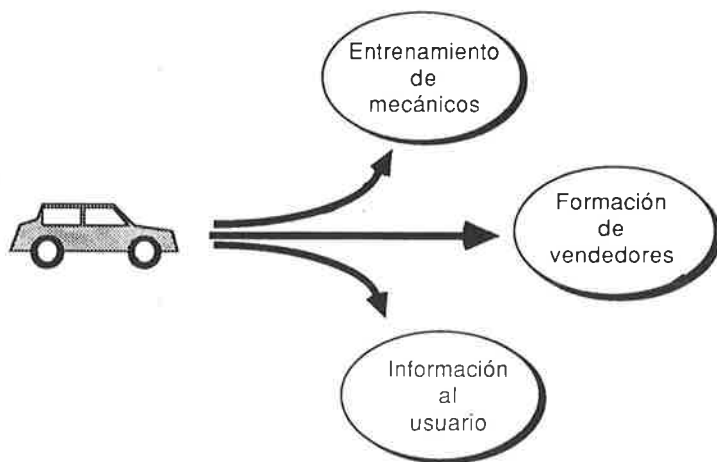 Entrenamiento
de
mecánicos
Formación
de
vendedores
Información
al
usuario